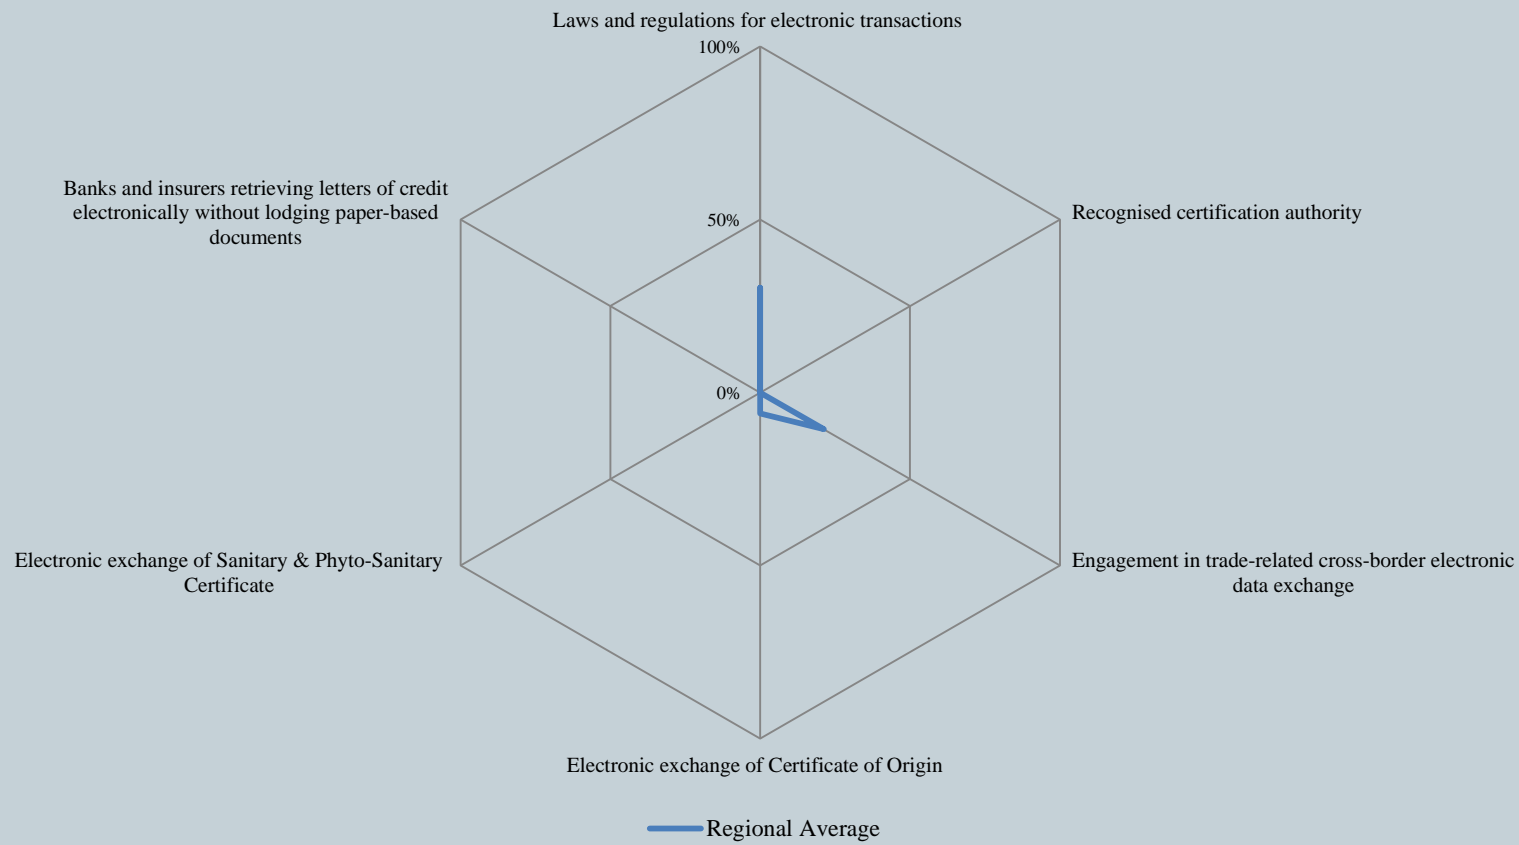 Laws and regulations for electronic transactions
100%
Banks and insurers retrieving letters of credit
electronically without lodging paper-based
documents
50%
Recognised certification authority
0%
Electronic exchange of Sanitary & Phyto-Sanitary
Certificate
Engagement in trade-related cross-border electronic
data exchange
Electronic exchange of Certificate of Origin
Regional Average